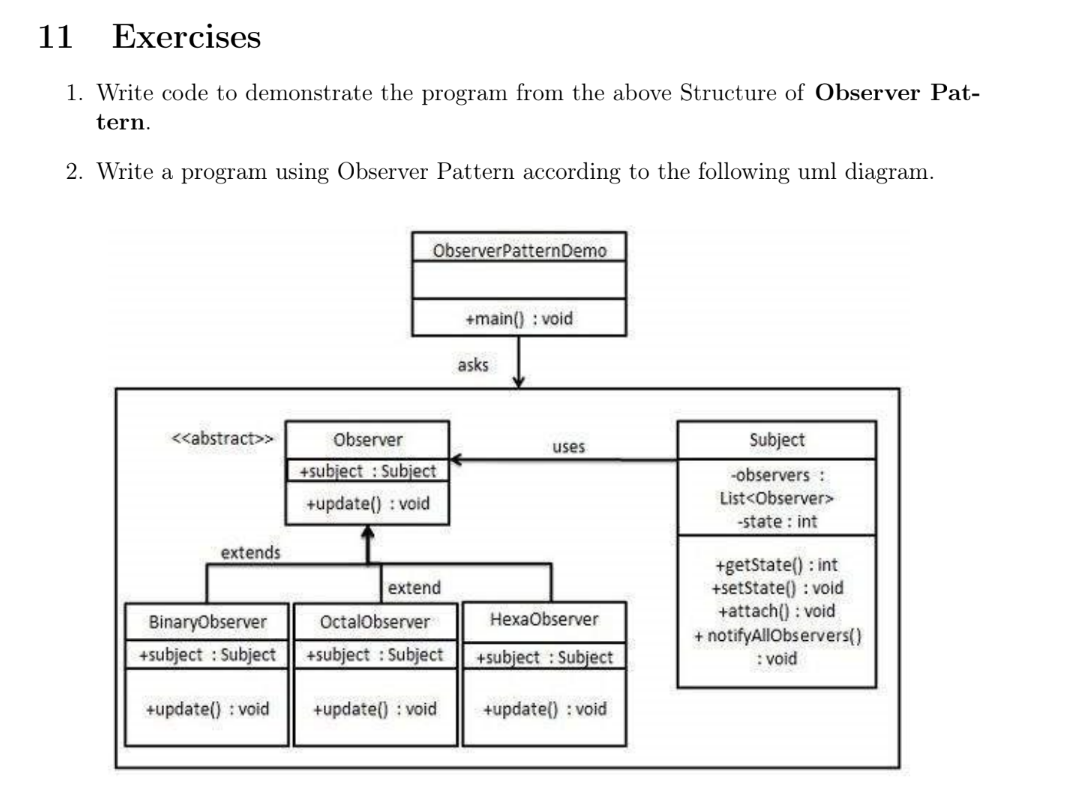 11 Exercises
1. Write code to demonstrate the program from the above Structure of Observer Pat-
tern.
2. Write a program using Observer Pattern according to the following uml diagram.
ObserverPatternDemo
+main() : void
asks
<<abstract>>
Observer
+subject : Subject
+update() : void
uses
Subject
-observers :
List<Observer>
-state : int
+getState() : int
+setState() : void
+attach() : void
+ notifyAllObservers()
: void
extends
extend
BinaryObserver
+subject : Subject
+update() : void
OctalObserver
+subject : Subject
+update() : void
HexaObserver
+subject : Subject
+update() : void